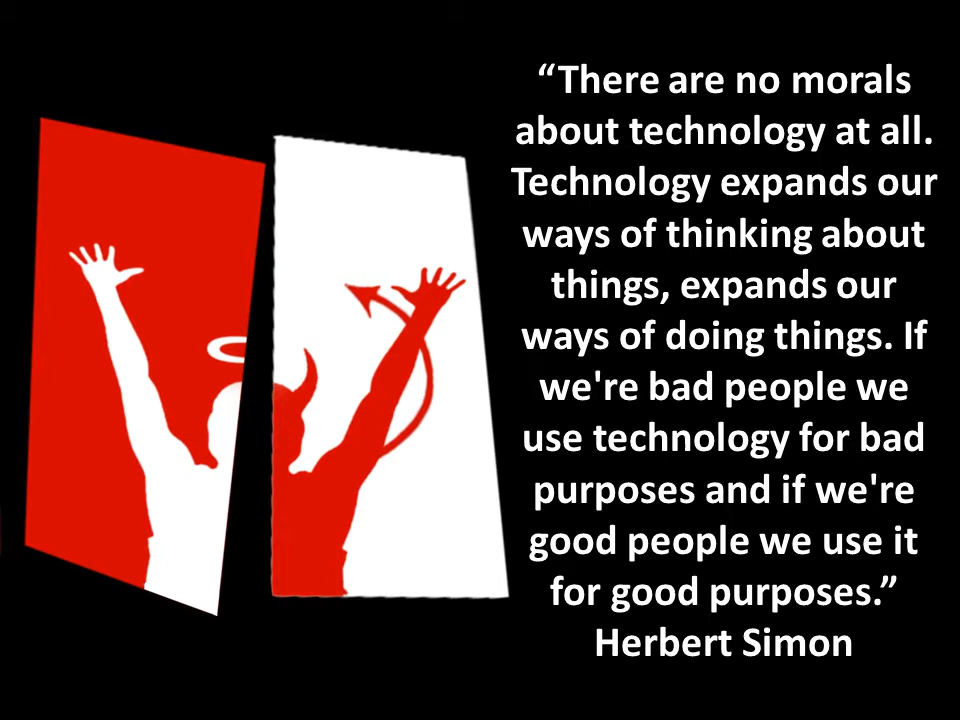 “There are no morals
about technology at all.
Technology expands our
ways of thinking about
things, expands our
ways of doing things. If
we're bad people we
use technology for bad
purposes and if we're
good people we use it
for good purposes.”
Herbert Simon